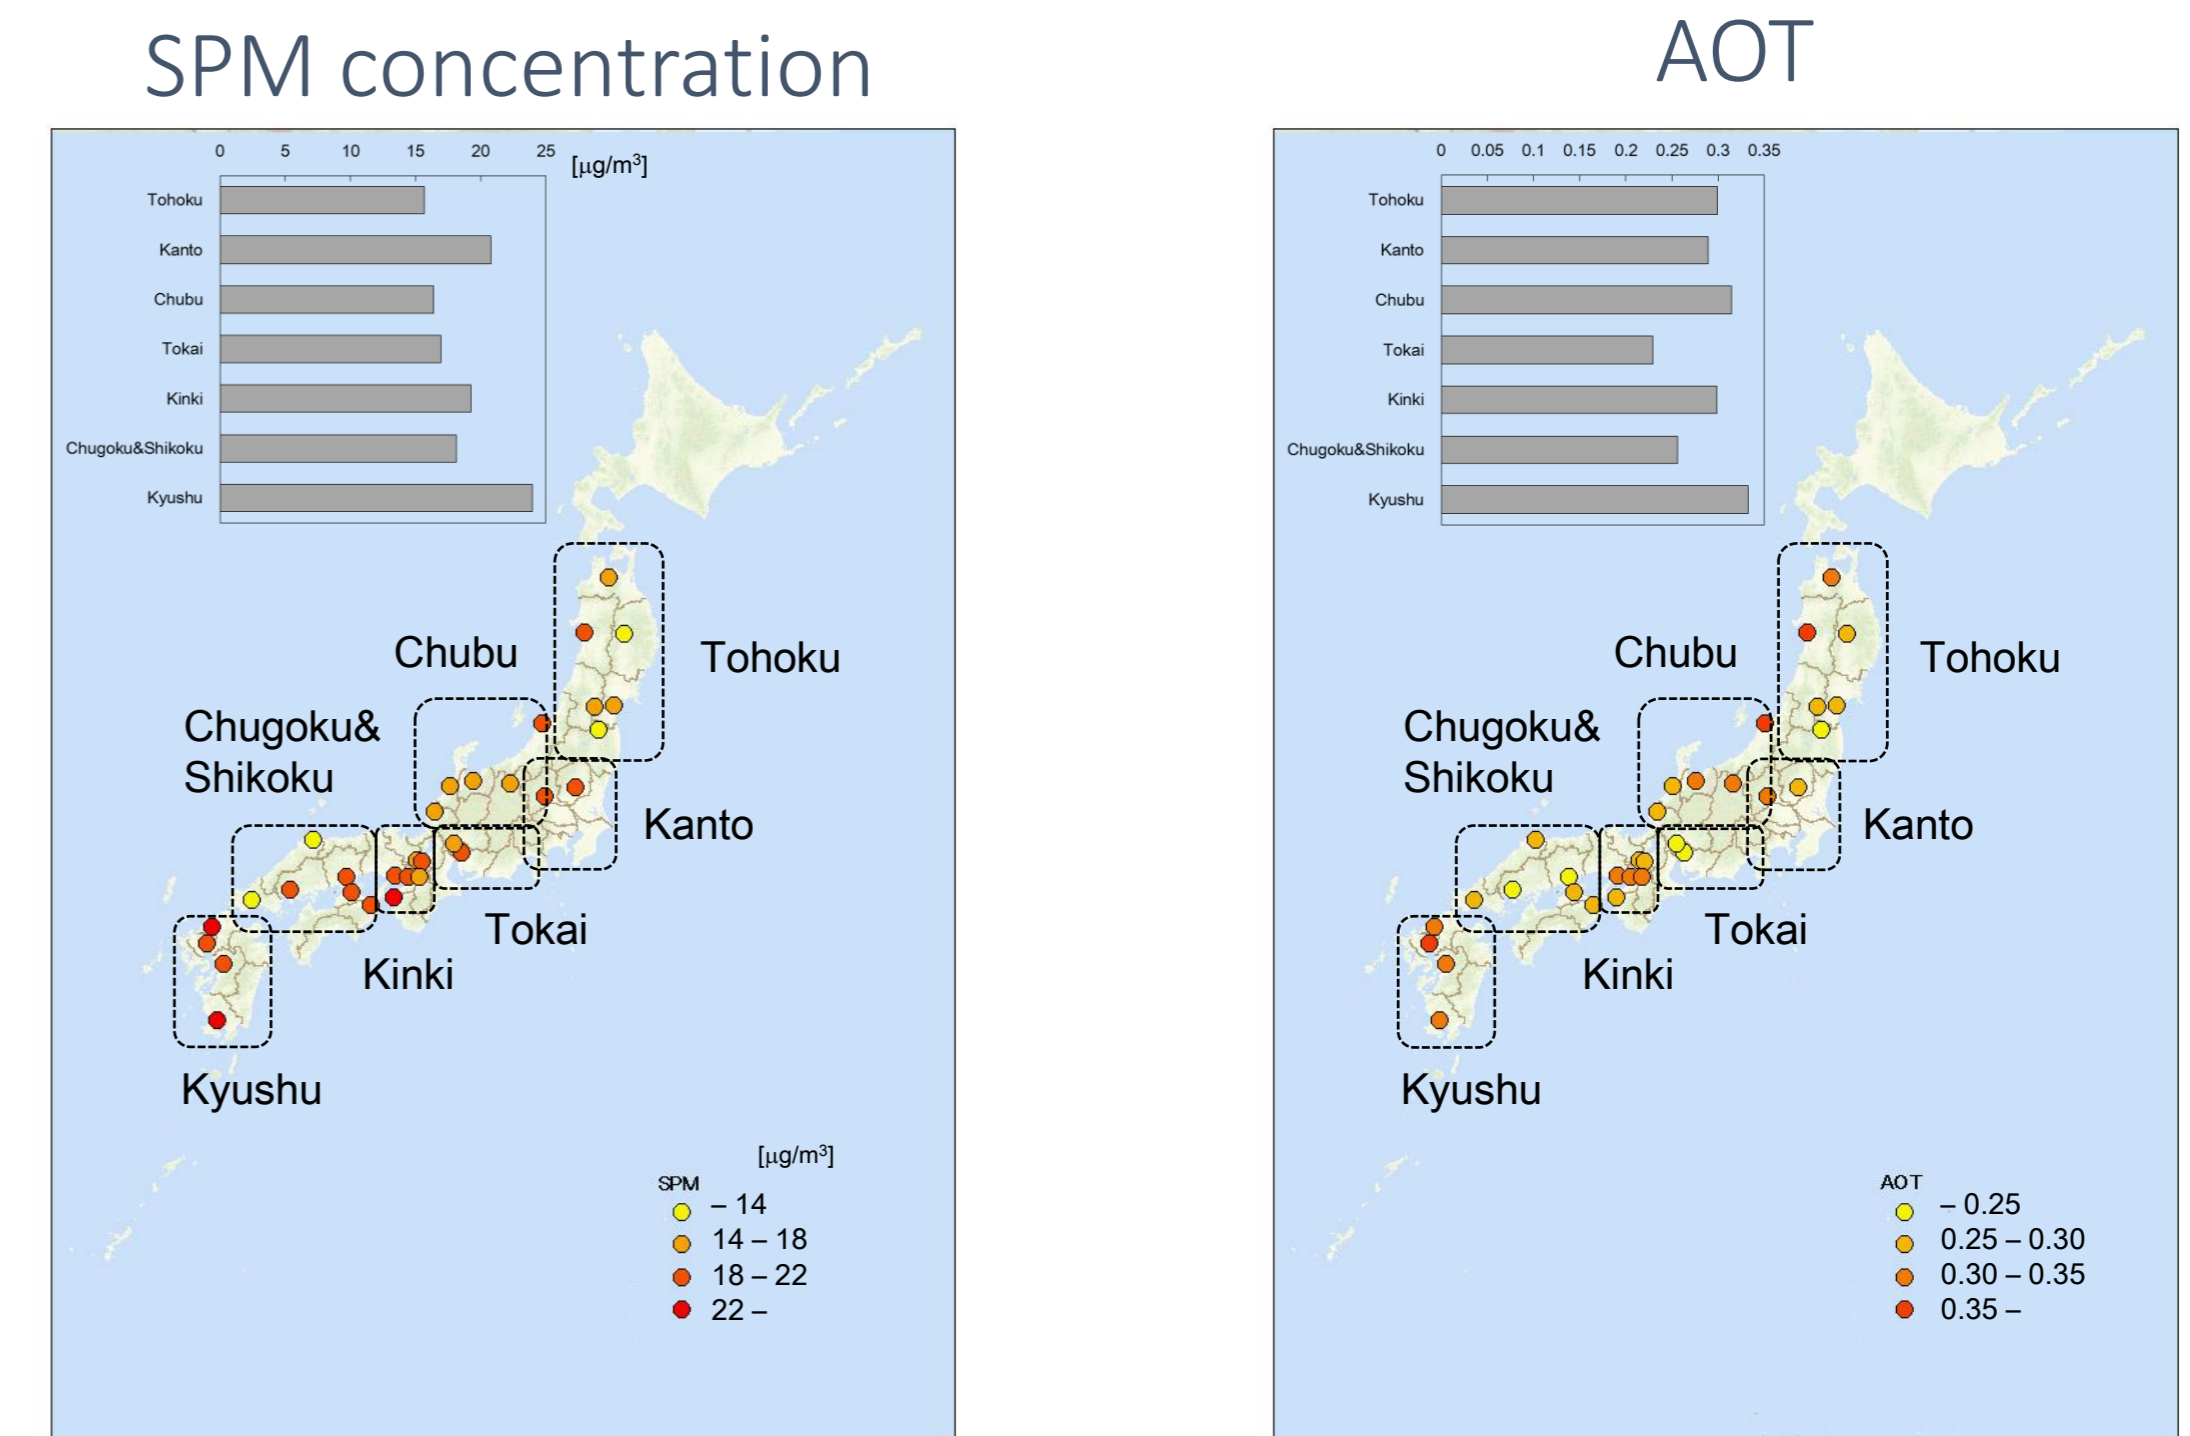 SPM concentration
0 5 10 15 20 25 [μg/m³]
Tohoku
Kanto
Chubu
Tokai
Kinki
Chugoku&Shikoku
Kyushu
Chubu
Tohoku
Chugoku&
Shikoku
Kanto
Tokai
Kinki
Kyushu
[μg/m³]
SPM
– 14
14 – 18
18 – 22
22 –
AOT
0 0.05 0.1 0.15 0.2 0.25 0.3 0.35
Tohoku
Kanto
Chubu
Tokai
Kinki
Chugoku&Shikoku
Kyushu
Chubu
Tohoku
Chugoku&
Shikoku
Kanto
Tokai
Kinki
Kyushu
AOT
– 0.25
0.25 – 0.30
0.30 – 0.35
0.35 –